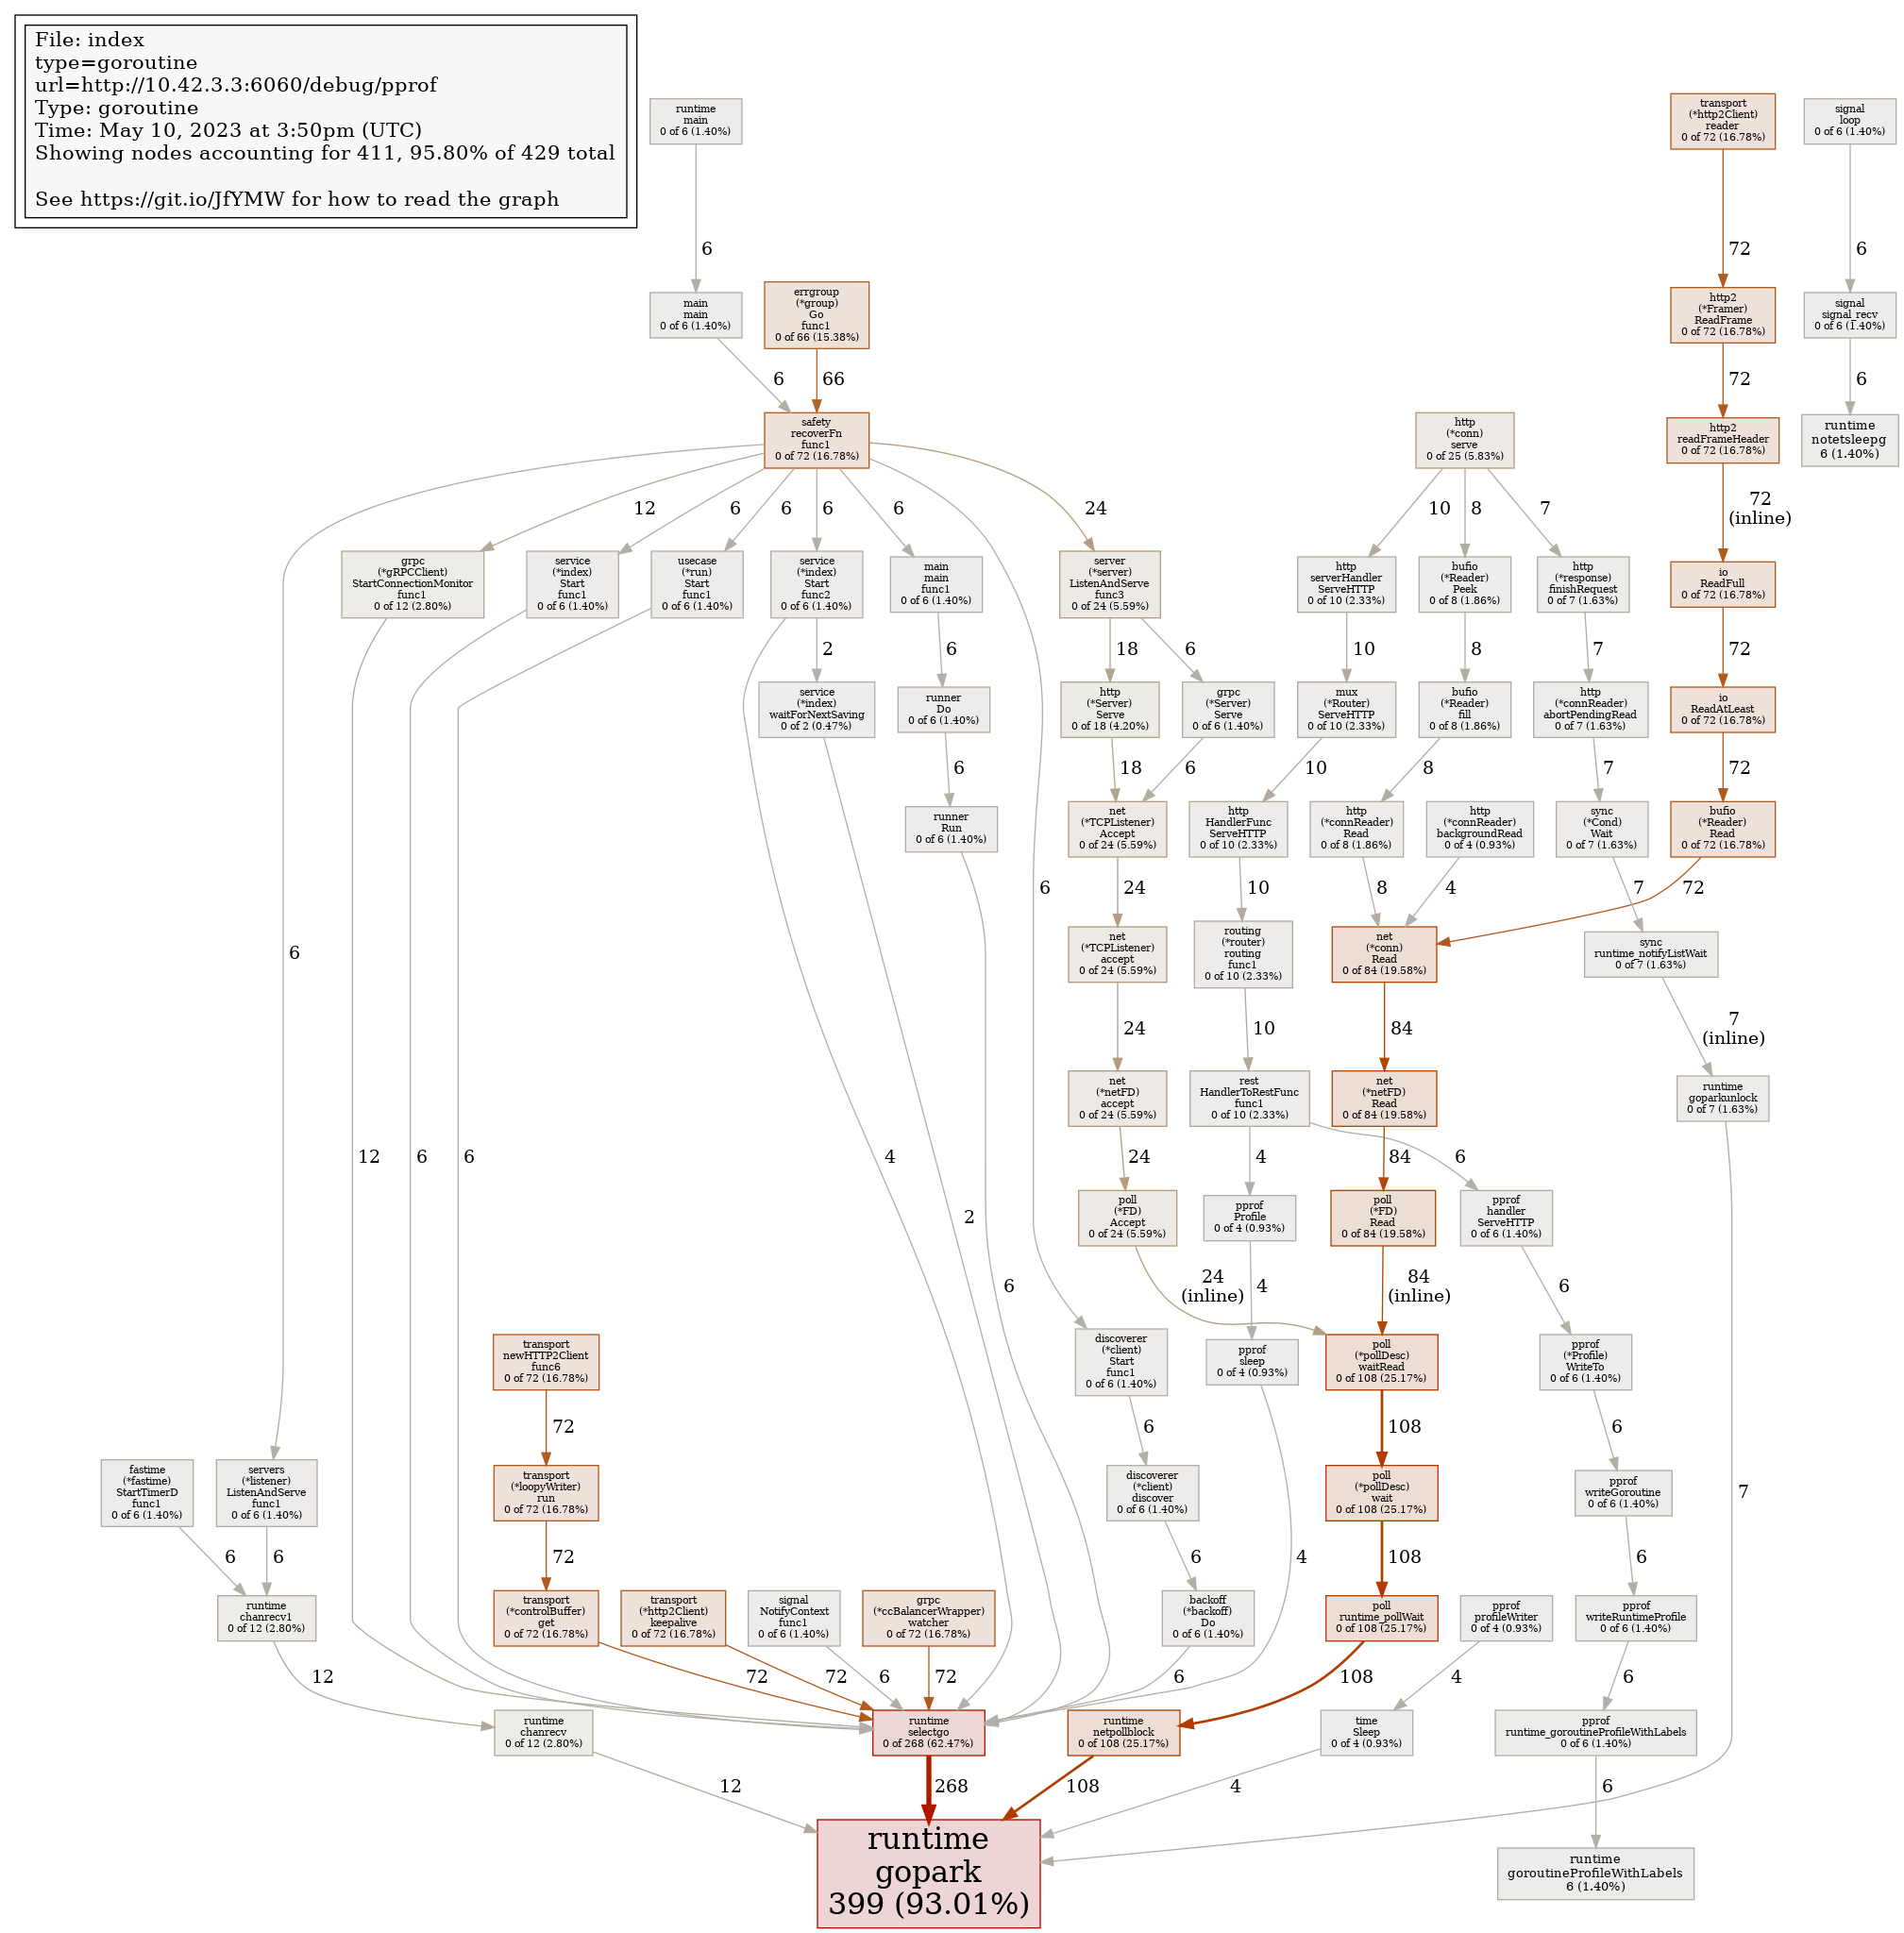 File: index
type=goroutine
url=http://10.42.3.3:6060/debug/pprof
Type: goroutine
Time: May 10, 2023 at 3:50pm (UTC)
Showing nodes accounting for 411, 95.80% of 429 total
See https://git.io/JfYMW for how to read the graph
runtime
main
0 of 6 (1.40%)
transport
(*http2Client)
reader
0 of 72 (16.78%)
signal
loop
0 of 6 (1.40%)
6
72
6
main
main
0 of 6 (1.40%)
errgroup
(*group)
Go
func1
0 of 66 (15.38%)
http2
(*Framer)
ReadFrame
0 of 72 (16.78%)
signal
signal_recv
0 of 6 (1.40%)
6
66
72
6
safety
recoverFn
func1
0 of 72 (16.78%)
http
(*conn)
serve
0 of 25 (5.83%)
http2
readFrameHeader
0 of 72 (16.78%)
runtime
notetsleepg
6 (1.40%)
12
6
6
6
6
24
10
8
7
72
(inline)
grpc
(*gRPCClient)
StartConnectionMonitor
func1
0 of 12 (2.80%)
service
(*index)
Start
func1
0 of 6 (1.40%)
usecase
(*run)
Start
func1
0 of 6 (1.40%)
service
(*index)
Start
func2
0 of 6 (1.40%)
main
main
func1
0 of 6 (1.40%)
server
(*server)
ListenAndServe
func3
0 of 24 (5.59%)
http
serverHandler
ServeHTTP
0 of 10 (2.33%)
bufio
(*Reader)
Peek
0 of 8 (1.86%)
http
(*response)
finishRequest
0 of 7 (1.63%)
io
ReadFull
0 of 72 (16.78%)
2
6
18
6
10
8
7
72
service
(*index)
waitForNextSaving
0 of 2 (0.47%)
runner
Do
0 of 6 (1.40%)
http
(*Server)
Serve
0 of 18 (4.20%)
grpc
(*Server)
Serve
0 of 6 (1.40%)
mux
(*Router)
ServeHTTP
0 of 10 (2.33%)
bufio
(*Reader)
fill
0 of 8 (1.86%)
http
(*connReader)
abortPendingRead
0 of 7 (1.63%)
io
ReadAtLeast
0 of 72 (16.78%)
6
18
6
10
8
7
72
runner
Run
0 of 6 (1.40%)
net
(*TCPListener)
Accept
0 of 24 (5.59%)
http
HandlerFunc
ServeHTTP
0 of 10 (2.33%)
http
(*connReader)
Read
0 of 8 (1.86%)
http
(*connReader)
backgroundRead
0 of 4 (0.93%)
sync
(*Cond)
Wait
0 of 7 (1.63%)
bufio
(*Reader)
Read
0 of 72 (16.78%)
6
24
10
8
4
7
72
6
net
(*TCPListener)
accept
0 of 24 (5.59%)
routing
(*router)
routing
func1
0 of 10 (2.33%)
net
(*conn)
Read
0 of 84 (19.58%)
sync
runtime_notifyListWait
0 of 7 (1.63%)
24
10
84
7
(inline)
net
(*netFD)
accept
0 of 24 (5.59%)
rest
HandlerToRestFunc
func1
0 of 10 (2.33%)
net
(*netFD)
Read
0 of 84 (19.58%)
runtime
goparkunlock
0 of 7 (1.63%)
12
6
6
4
24
4
84
6
2
poll
(*FD)
Accept
0 of 24 (5.59%)
pprof
Profile
0 of 4 (0.93%)
poll
(*FD)
Read
0 of 84 (19.58%)
pprof
handler
ServeHTTP
0 of 6 (1.40%)
6
24
(inline)
4
84
(inline)
6
transport
newHTTP2Client
func6
0 of 72 (16.78%)
discoverer
(*client)
Start
func1
0 of 6 (1.40%)
pprof
sleep
0 of 4 (0.93%)
poll
(*pollDesc)
waitRead
0 of 108 (25.17%)
pprof
(*Profile)
WriteTo
0 of 6 (1.40%)
72
6
108
6
fastime
(*fastime)
StartTimerD
func1
0 of 6 (1.40%)
servers
(*listener)
ListenAndServe
func1
0 of 6 (1.40%)
transport
(*loopyWriter)
run
0 of 72 (16.78%)
discoverer
(*client)
discover
0 of 6 (1.40%)
poll
(*pollDesc)
wait
0 of 108 (25.17%)
pprof
writeGoroutine
0 of 6 (1.40%)
7
6
6
72
6
4
108
6
runtime
chanrecv1
0 of 12 (2.80%)
transport
(*controlBuffer)
get
0 of 72 (16.78%)
transport
(*http2Client)
keepalive
0 of 72 (16.78%)
signal
NotifyContext
func1
0 of 6 (1.40%)
grpc
(*ccBalancerWrapper)
watcher
0 of 72 (16.78%)
backoff
(*backoff)
Do
0 of 6 (1.40%)
poll
runtime_pollWait
0 of 108 (25.17%)
pprof
profileWriter
0 of 4 (0.93%)
pprof
writeRuntimeProfile
0 of 6 (1.40%)
12
72
72
6
72
6
108
4
6
runtime
chanrecv
0 of 12 (2.80%)
runtime
selectgo
0 of 268 (62.47%)
runtime
netpollblock
0 of 108 (25.17%)
time
Sleep
0 of 4 (0.93%)
pprof
runtime_goroutineProfileWithLabels
0 of 6 (1.40%)
12
268
108
4
6
runtime
gopark
399 (93.01%)
runtime
goroutineProfileWithLabels
6 (1.40%)